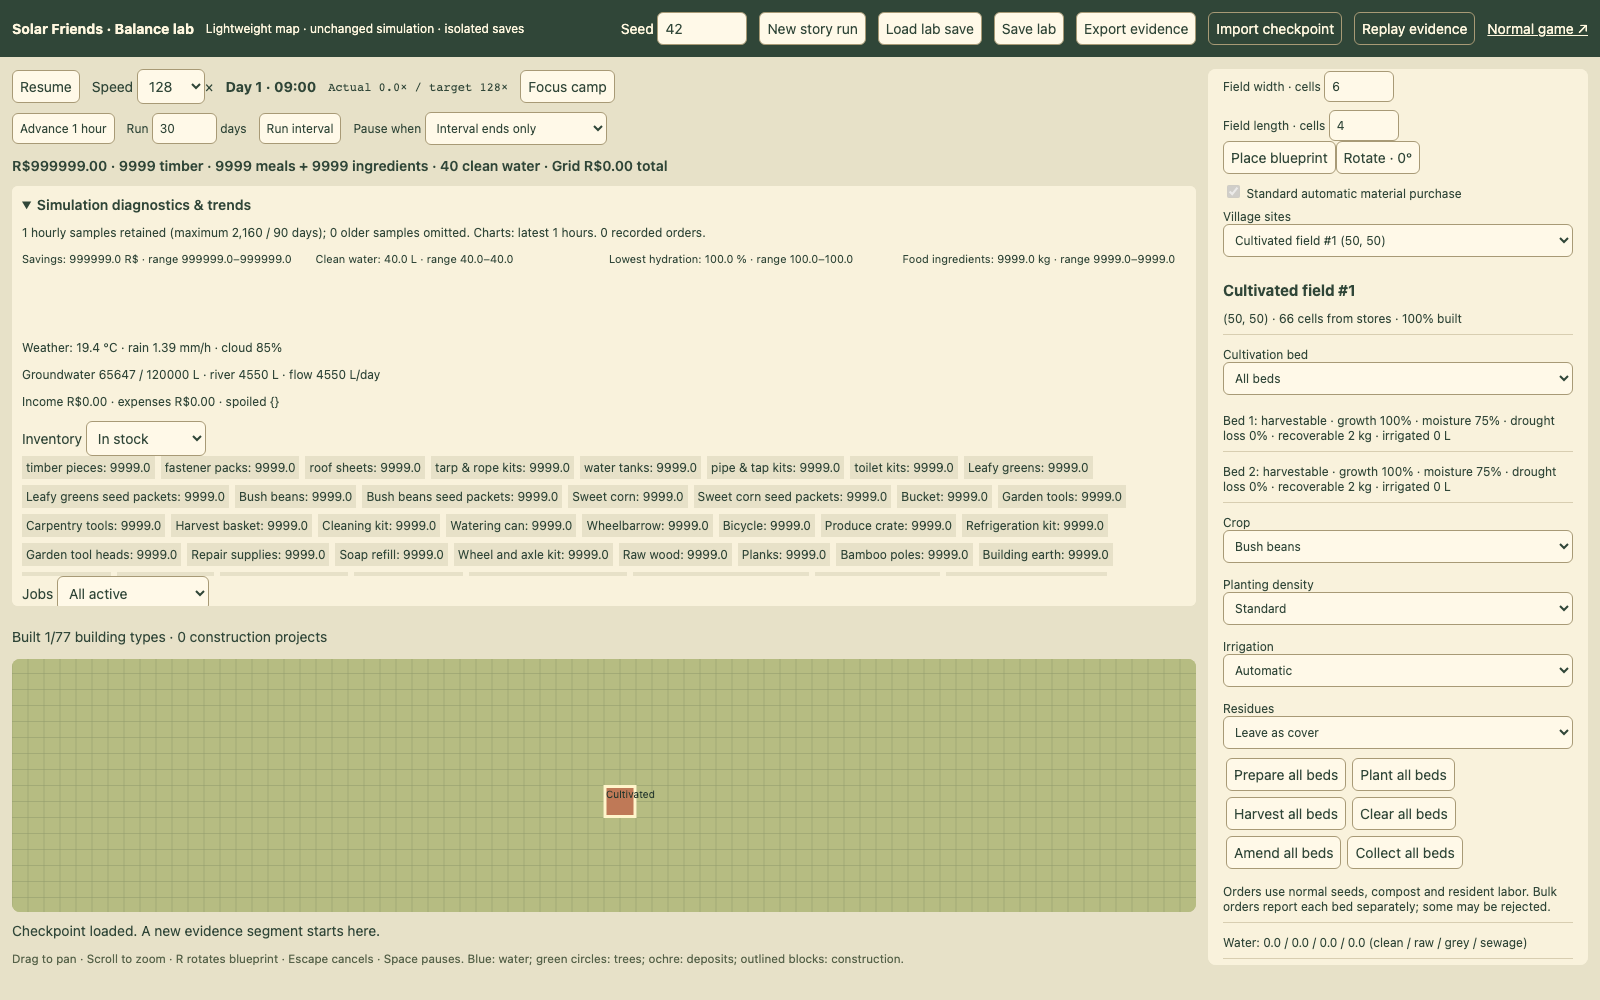 Solar Friends · Balance lab Lightweight map · unchanged simulation · isolated saves Seed 42 New story run Load lab save Save lab Export evidence Import checkpoint Replay evidence Normal game ↗
Resume Speed 128 × Day 1 · 09:00 Actual 0.0× / target 128× Focus camp
Advance 1 hour Run 30 days Run interval Pause when Interval ends only
R$999999.00 · 9999 timber · 9999 meals + 9999 ingredients · 40 clean water · Grid R$0.00 total
▼ Simulation diagnostics & trends
1 hourly samples retained (maximum 2,160 / 90 days); 0 older samples omitted. Charts: latest 1 hours. 0 recorded orders.
Savings: 999999.0 R$ · range 999999.0–999999.0 Clean water: 40.0 L · range 40.0–40.0 Lowest hydration: 100.0 % · range 100.0–100.0 Food ingredients: 9999.0 kg · range 9999.0–9999.0
Weather: 19.4 °C · rain 1.39 mm/h · cloud 85%
Groundwater 65647 / 120000 L · river 4550 L · flow 4550 L/day
Income R$0.00 · expenses R$0.00 · spoiled {}
Inventory In stock
timber pieces: 9999.0 fastener packs: 9999.0 roof sheets: 9999.0 tarp & rope kits: 9999.0 water tanks: 9999.0 pipe & tap kits: 9999.0 toilet kits: 9999.0 Leafy greens: 9999.0
Leafy greens seed packets: 9999.0 Bush beans: 9999.0 Bush beans seed packets: 9999.0 Sweet corn: 9999.0 Sweet corn seed packets: 9999.0 Bucket: 9999.0 Garden tools: 9999.0
Carpentry tools: 9999.0 Harvest basket: 9999.0 Cleaning kit: 9999.0 Watering can: 9999.0 Wheelbarrow: 9999.0 Bicycle: 9999.0 Produce crate: 9999.0 Refrigeration kit: 9999.0
Garden tool heads: 9999.0 Repair supplies: 9999.0 Soap refill: 9999.0 Wheel and axle kit: 9999.0 Raw wood: 9999.0 Planks: 9999.0 Bamboo poles: 9999.0 Building earth: 9999.0
Jobs All active
Built 1/77 building types · 0 construction projects
Cultivated
Checkpoint loaded. A new evidence segment starts here.
Drag to pan · Scroll to zoom · R rotates blueprint · Escape cancels · Space pauses. Blue: water; green circles: trees; ochre: deposits; outlined blocks: construction.
Field width · cells 6
Field length · cells 4
Place blueprint Rotate · 0°
Standard automatic material purchase
Village sites
Cultivated field #1 (50, 50)
Cultivated field #1
(50, 50) · 66 cells from stores · 100% built
Cultivation bed
All beds
Bed 1: harvestable · growth 100% · moisture 75% · drought
loss 0% · recoverable 2 kg · irrigated 0 L
Bed 2: harvestable · growth 100% · moisture 75% · drought
loss 0% · recoverable 2 kg · irrigated 0 L
Crop
Bush beans
Planting density
Standard
Irrigation
Automatic
Residues
Leave as cover
Prepare all beds Plant all beds
Harvest all beds Clear all beds
Amend all beds Collect all beds
Orders use normal seeds, compost and resident labor. Bulk
orders report each bed separately; some may be rejected.
Water: 0.0 / 0.0 / 0.0 / 0.0 (clean / raw / grey / sewage)